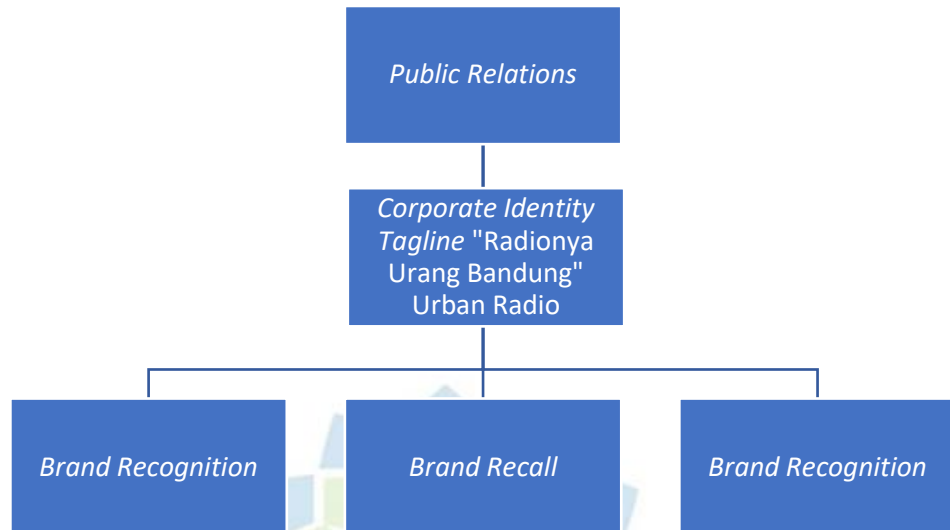 Public Relations
Corporate Identity
Tagline "Radionya
Urang Bandung"
Urban Radio
Brand Recognition
Brand Recall
Brand Recognition